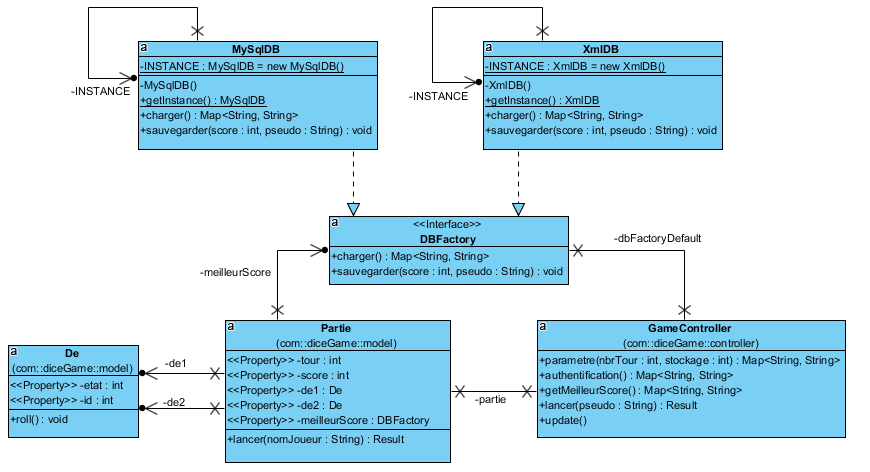 a
MySqlDB
-INSTANCE : MySqlDB = new MySqlDB()
-MySqlDB()
+getInstance() : MySqlDB
+charger() : Map<String, String>
+sauvegarder(score : int, pseudo : String) : void
-INSTANCE
a
XmlDB
-INSTANCE : XmlDB = new XmlDB()
-XmlDB()
+getInstance() : XmlDB
+charger() : Map<String, String>
+sauvegarder(score : int, pseudo : String) : void
-INSTANCE
a
<<Interface>>
DBFactory
+charger() : Map<String, String>
+sauvegarder(score : int, pseudo : String) : void
-dbFactoryDefault
-meilleurScore
a
De
(com::diceGame::model)
<<Property>> -etat : int
<<Property>> -id : int
+roll() : void
-de1
-de2
a
Partie
(com::diceGame::model)
<<Property>> -tour : int
<<Property>> -score : int
<<Property>> -de1 : De
<<Property>> -de2 : De
<<Property>> -meilleurScore : DBFactory
+lancer(nomJoueur : String) : Result
-partie
a
GameController
(com::diceGame::controller)
+parametre(nbrTour : int, stockage : int) : Map<String, String>
+authentification() : Map<String, String>
+getMeilleurScore() : Map<String, String>
+lancer(pseudo : String) : Result
+update()